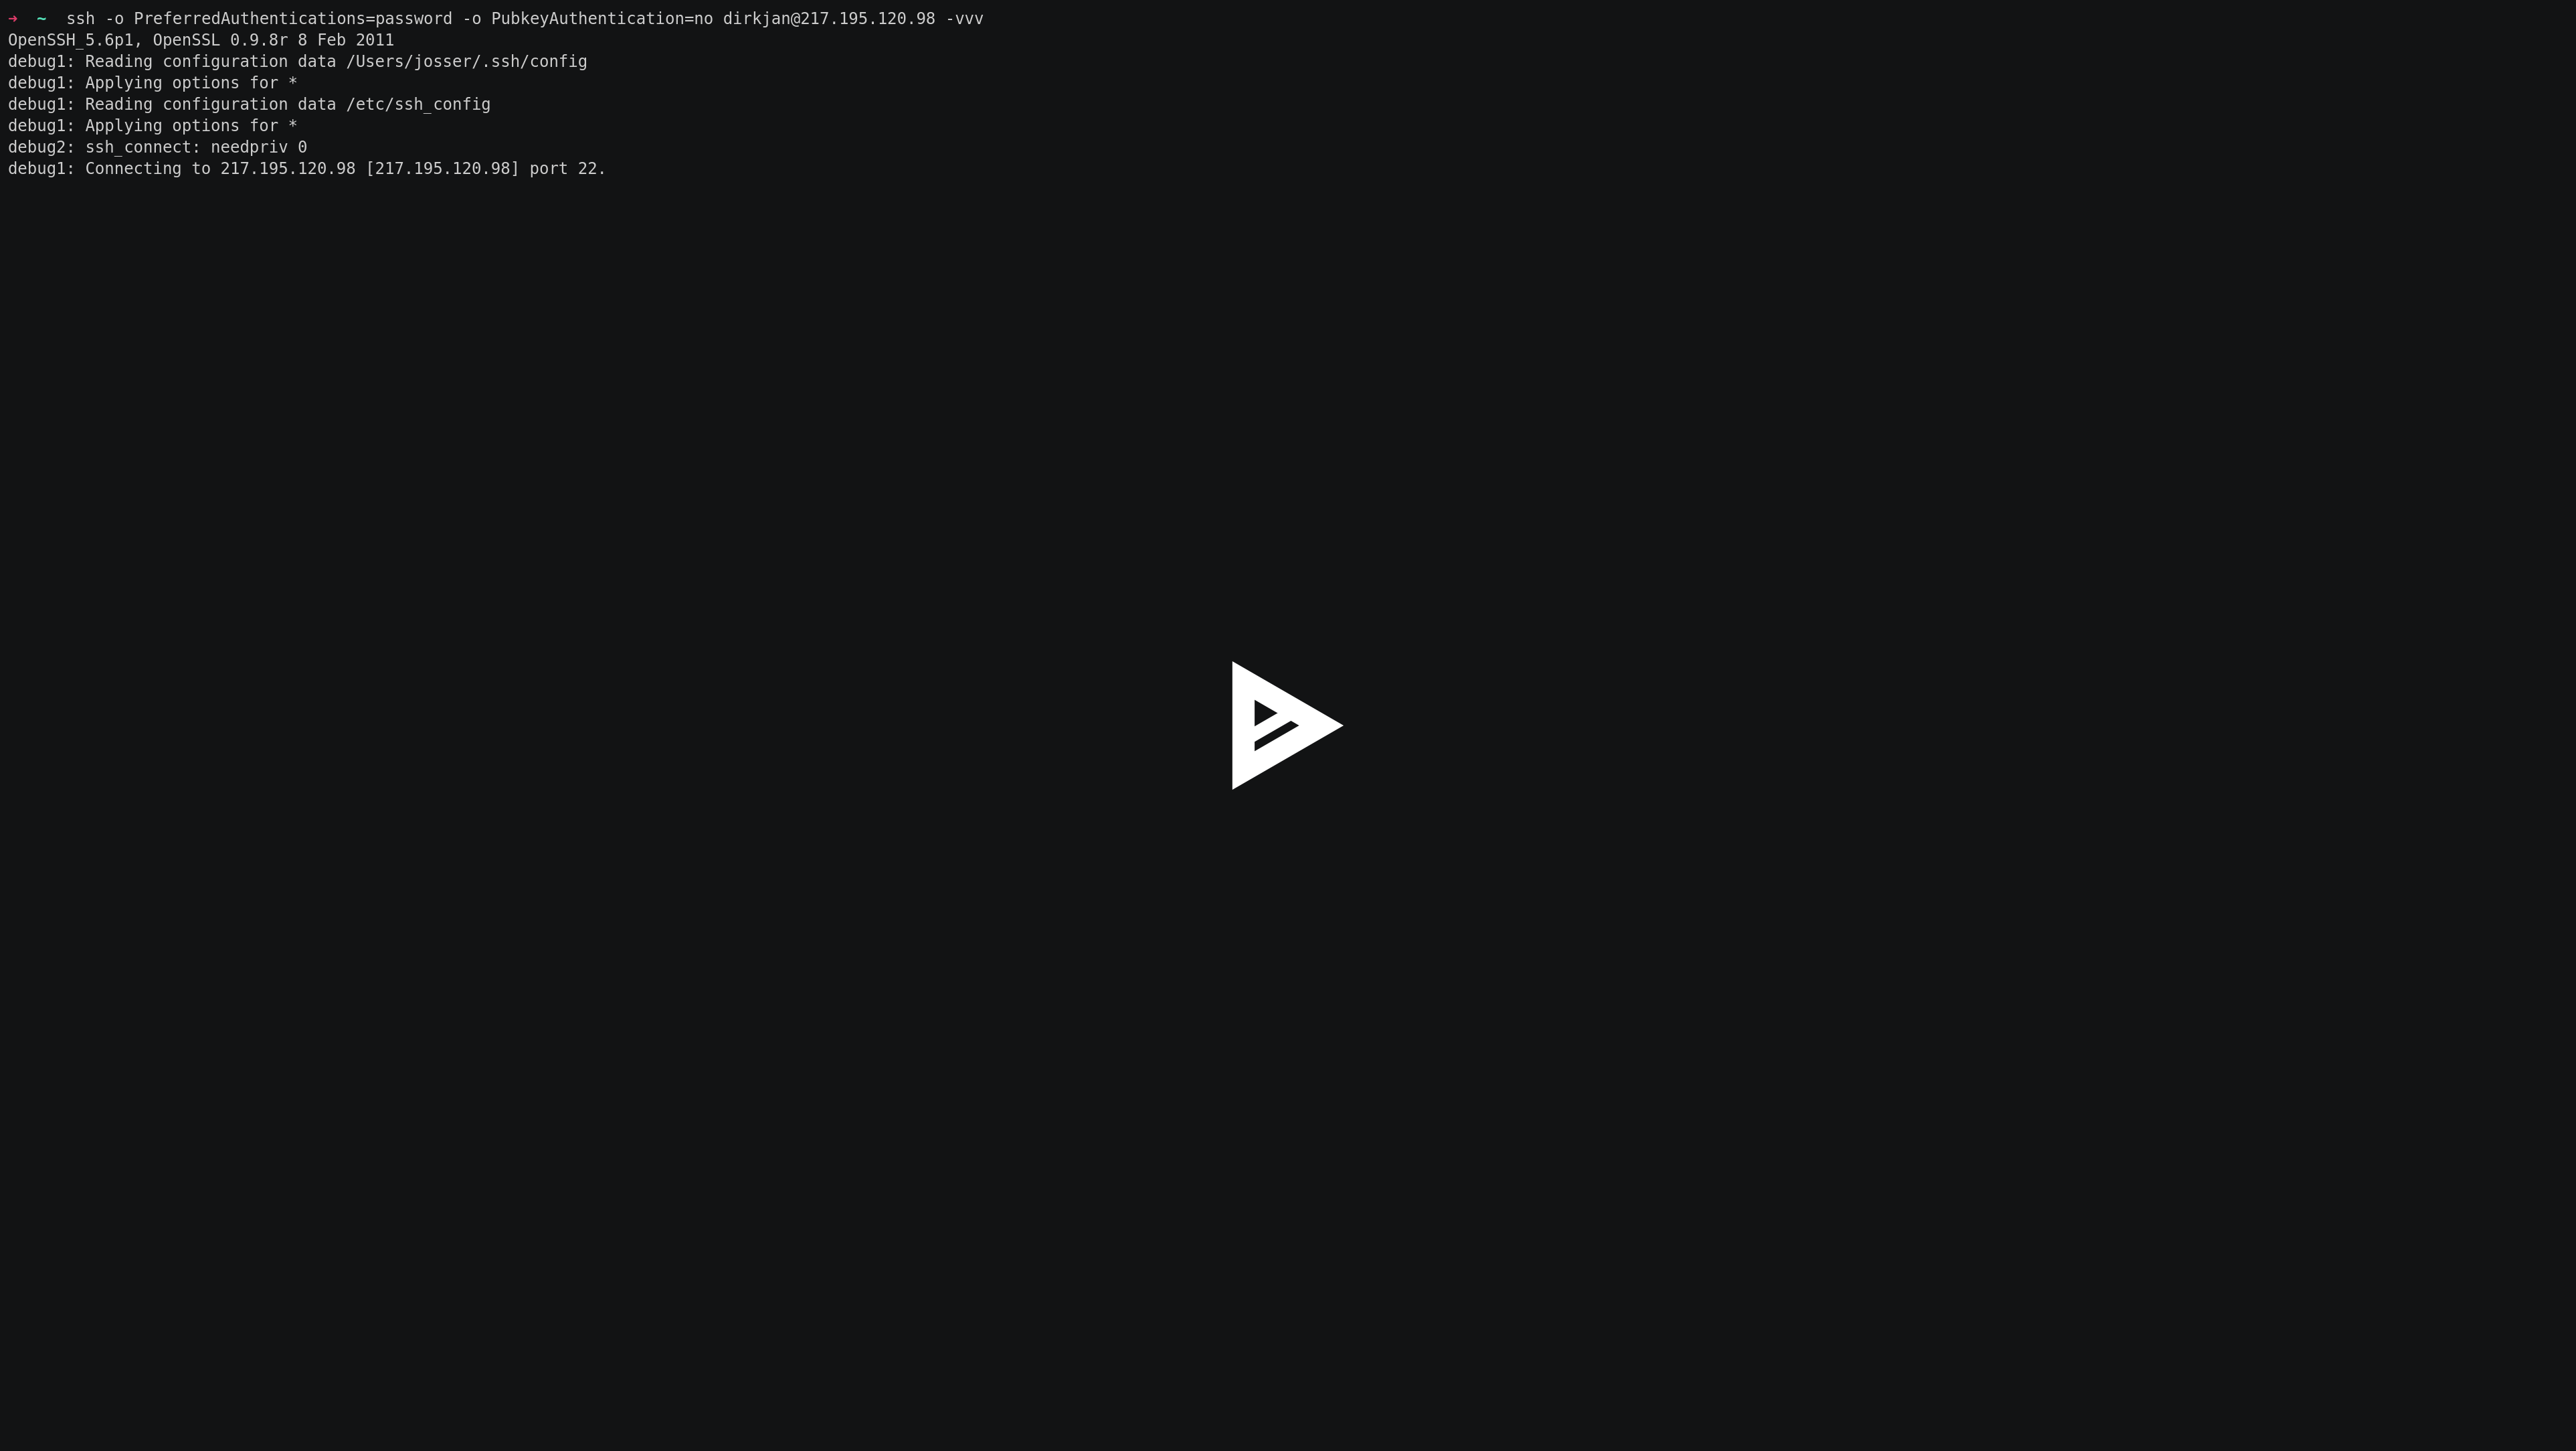 ➜  ~  ssh -o PreferredAuthentications=password -o PubkeyAuthentication=no dirkjan@217.195.120.98 -vvv
OpenSSH_5.6p1, OpenSSL 0.9.8r 8 Feb 2011
debug1: Reading configuration data /Users/josser/.ssh/config
debug1: Applying options for *
debug1: Reading configuration data /etc/ssh_config
debug1: Applying options for *
debug2: ssh_connect: needpriv 0
debug1: Connecting to 217.195.120.98 [217.195.120.98] port 22.